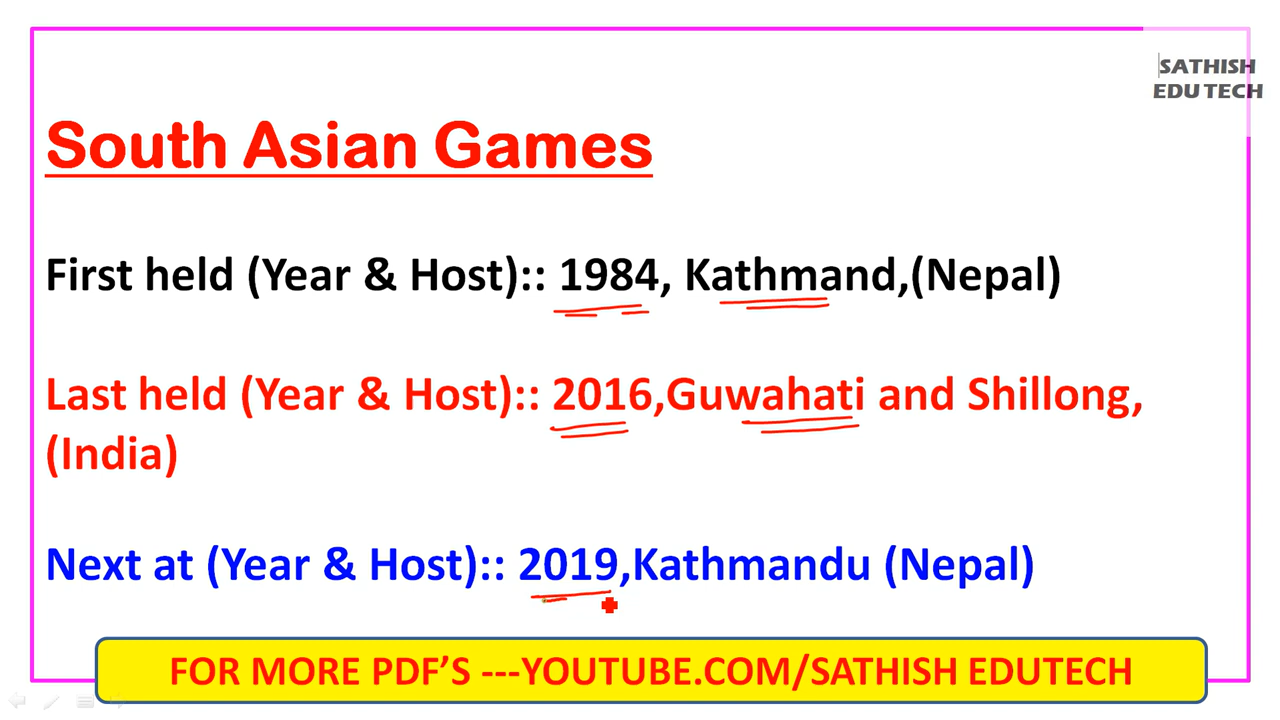 SATHISH
EDUTECH
South Asian Games
First held (Year & Host):: 1984, Kathmand,(Nepal)
Last held (Year & Host):: 2016,Guwahati and Shillong,
(India)
Next at (Year & Host):: 2019,Kathmandu (Nepal)
FOR MORE PDF’S ---YOUTUBE.COM/SATHISH EDUTECH